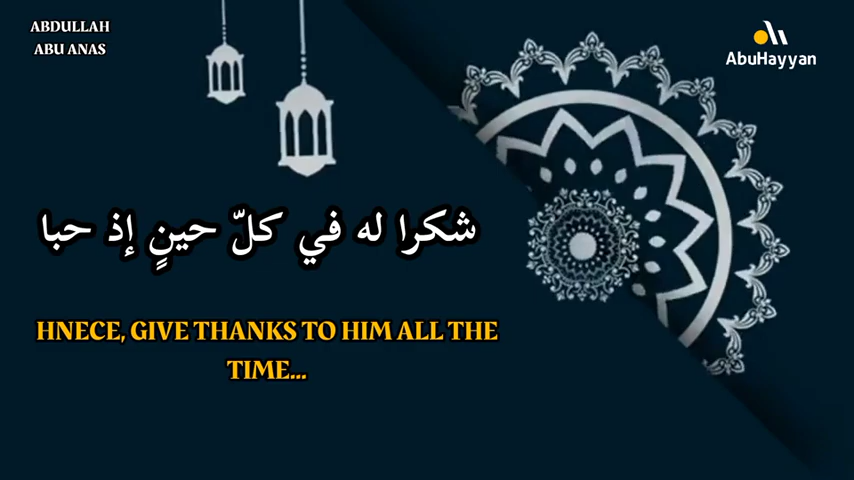 ABDULLAH
ABU ANAS
AbuHayyan
شكرا له في كلّ حينٍ إذ حبا
HNECE, GIVE THANKS TO HIM ALL THE
TIME...